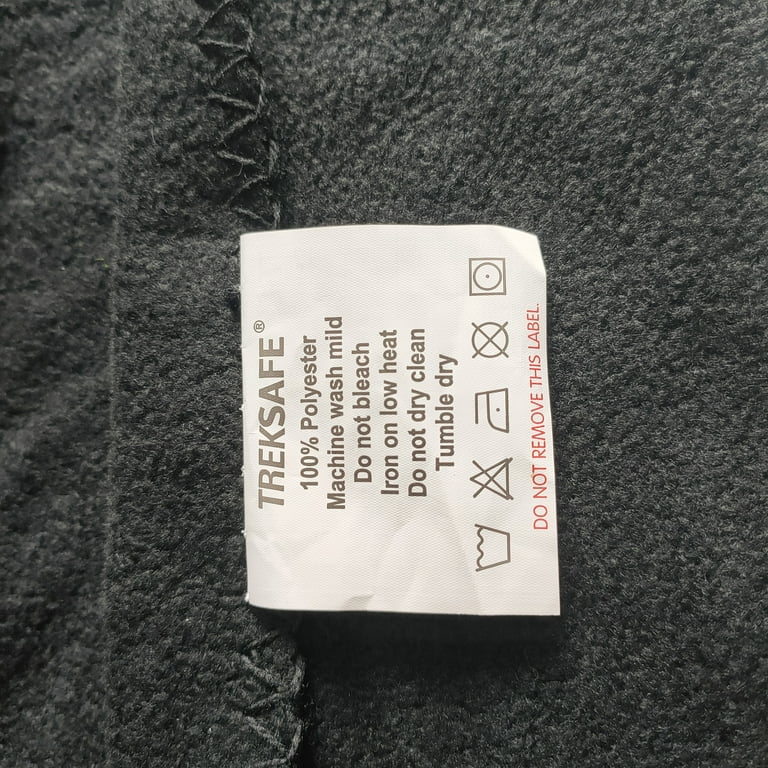 TREKSAFE®
100% Polyester
Machine wash mild
Do not bleach
Iron on low heat
Do not dry clean
Tumble dry
DO NOT REMOVE THIS LABEL.